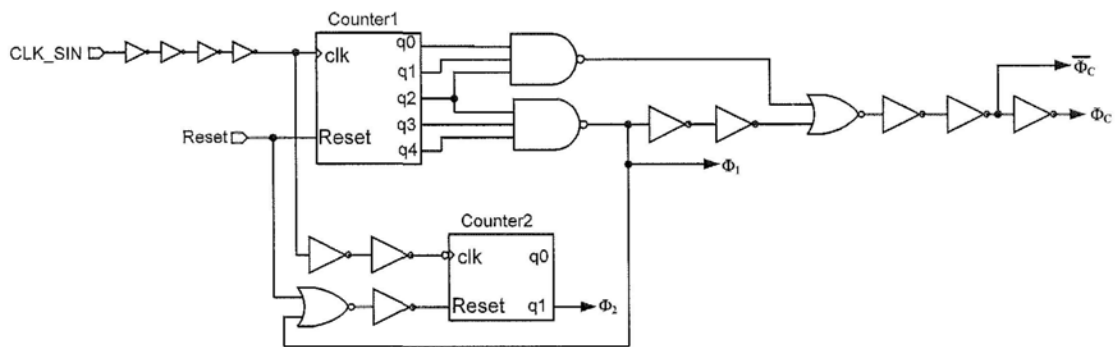 Counter1
CLK_SIN
clk
q0
q1
q2
q3
q4
Reset
Reset
Φ̅C
ΦC
Φ1
Counter2
clk
q0
Reset
q1
Φ2